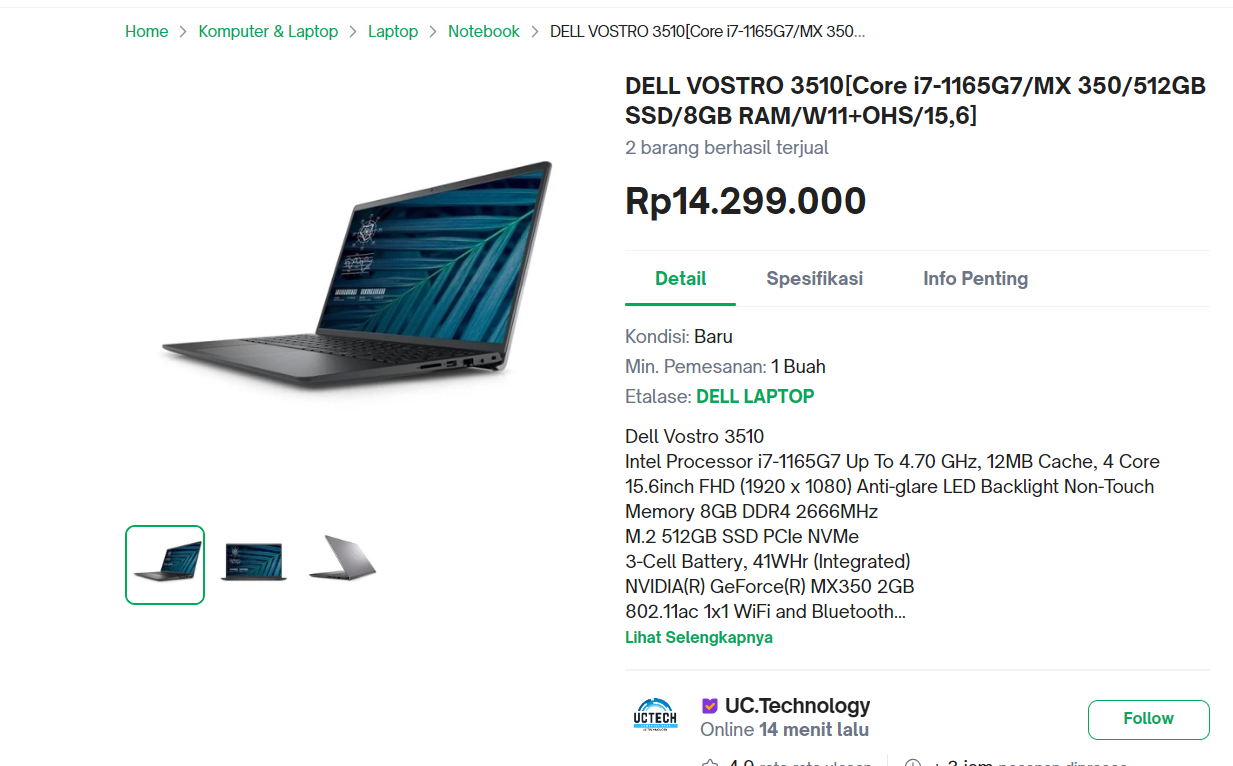 Home > Komputer & Laptop > Laptop > Notebook > DELL VOSTRO 3510[Core i7-1165G7/MX 350...
DELL VOSTRO 3510[Core i7-1165G7/MX 350/512GB
SSD/8GB RAM/W11+OHS/15,6]
2 barang berhasil terjual
Rp14.299.000
Detail Spesifikasi Info Penting
Kondisi: Baru
Min. Pemesanan: 1 Buah
Etalase: DELL LAPTOP
Dell Vostro 3510
Intel Processor i7-1165G7 Up To 4.70 GHz, 12MB Cache, 4 Core
15.6inch FHD (1920 x 1080) Anti-glare LED Backlight Non-Touch
Memory 8GB DDR4 2666MHz
M.2 512GB SSD PCIe NVMe
3-Cell Battery, 41WHr (Integrated)
NVIDIA(R) GeForce(R) MX350 2GB
802.11ac 1x1 WiFi and Bluetooth...
Lihat Selengkapnya
UCTECH
UC.Technology
Online 14 menit lalu
Follow